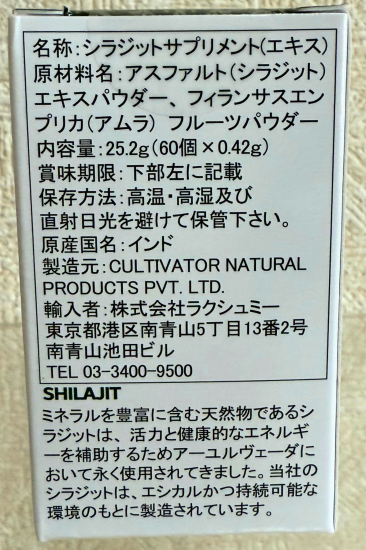 名称:シラジットサプリメント(エキス)
原材料名:アスファルト(シラジット)
エキスパウダー、フィランサスエン
プリカ(アムラ) フルーツパウダー
内容量:25.2g(60個×0.42g)
賞味期限:下部左に記載
保存方法:高温・高湿及び
直射日光を避けて保管下さい。
原産国名:インド
製造元:CULTIVATOR NATURAL
PRODUCTS PVT. LTD.
輸入者:株式会社ラクシュミー
東京都港区南青山5丁目13番2号
南青山池田ビル
TEL 03-3400-9500
SHILAJIT
ミネラルを豊富に含む天然物である
シラジットは、活力と健康的なエネルギ
ーを補助するためアーユルヴェーダに
おいて永く使用されてきました。当社の
シラジットは、エシカルかつ持続可能な
環境のもとに製造されています。